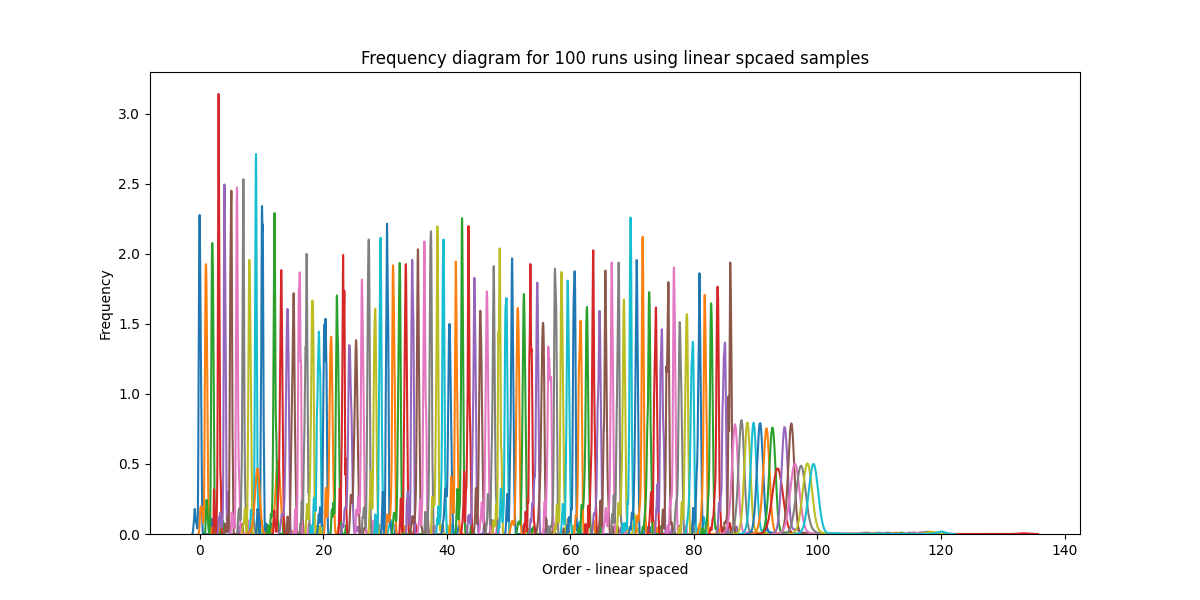 Frequency diagram for 100 runs using linear spcaed samples
3.0
2.5
2.0
1.5
1.0
0.5
0.0
Frequency
0 20 40 60 80 100 120 140
Order - linear spaced